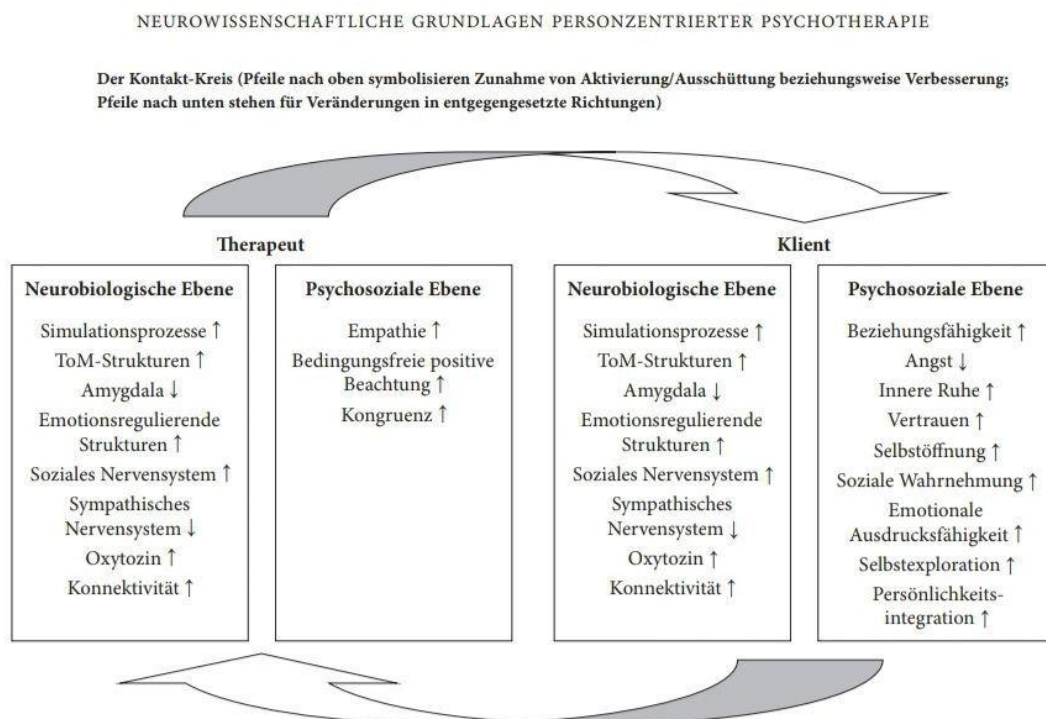 NEUROWISSENSCHAFTLICHE GRUNDLAGEN PERSONZENTRIERTER PSYCHOTHERAPIE
Der Kontakt-Kreis (Pfeile nach oben symbolisieren Zunahme von Aktivierung/Ausschüttung beziehungsweise Verbesserung;
Pfeile nach unten stehen für Veränderungen in entgegengesetzte Richtungen)
Therapeut
Neurobiologische Ebene
Simulationsprozesse ↑
ToM-Strukturen ↑
Amygdala ↓
Emotionsregulierende
Strukturen ↑
Soziales Nervensystem ↑
Sympathisches
Nervensystem ↓
Oxytozin ↑
Konnektivität ↑
Psychosoziale Ebene
Empathie ↑
Bedingungsfreie positive
Beachtung ↑
Kongruenz ↑
Klient
Neurobiologische Ebene
Simulationsprozesse ↑
ToM-Strukturen ↑
Amygdala ↓
Emotionsregulierende
Strukturen ↑
Soziales Nervensystem ↑
Sympathisches
Nervensystem ↓
Oxytozin ↑
Konnektivität ↑
Psychosoziale Ebene
Beziehungsfähigkeit ↑
Angst ↓
Innere Ruhe ↑
Vertrauen ↑
Selbstöffnung ↑
Soziale Wahrnehmung ↑
Emotionale
Ausdrucksfähigkeit ↑
Selbstexploration ↑
Persönlichkeits-
integration ↑